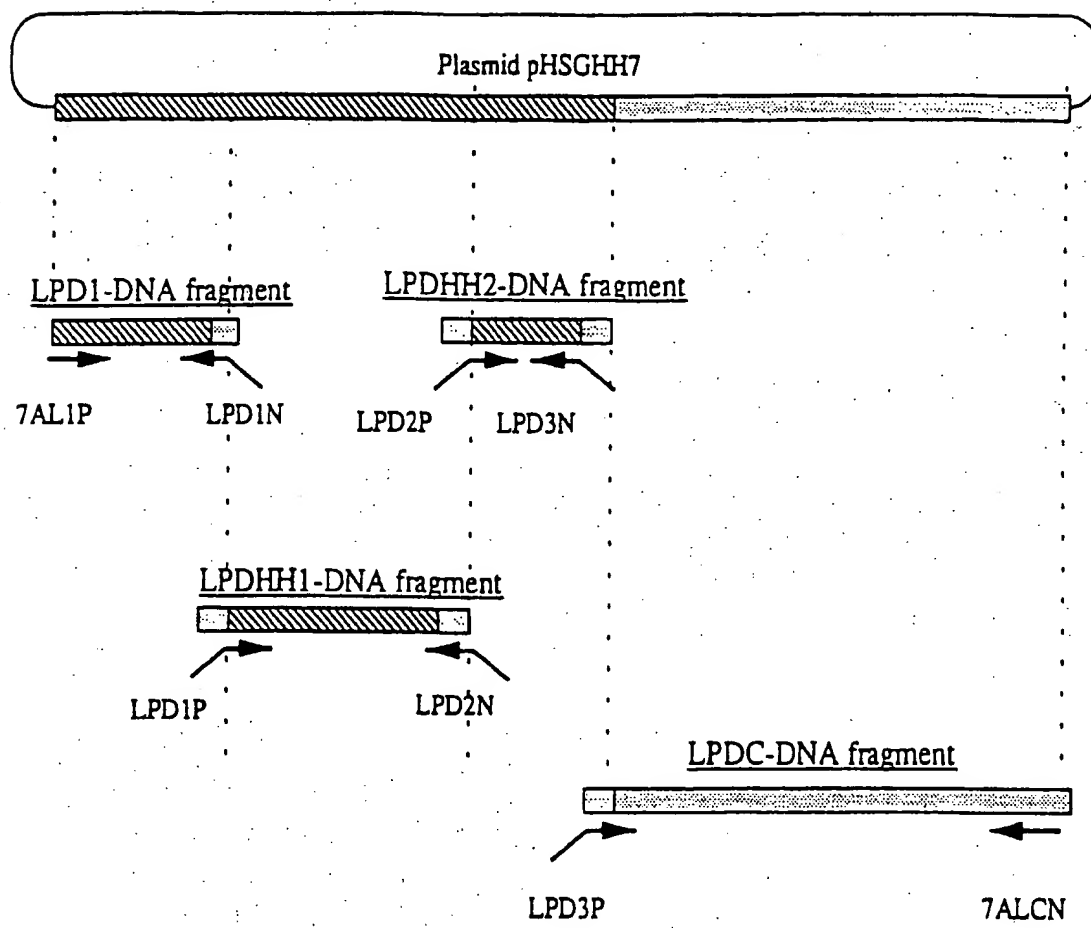 Plasmid pHSGHH7
LPD1-DNA fragment
LPDHH2-DNA fragment
7AL1P
LPD1N
LPD2P
LPD3N
LPDHH1-DNA fragment
LPD1P
LPD2N
LPDC-DNA fragment
LPD3P
7ALCN